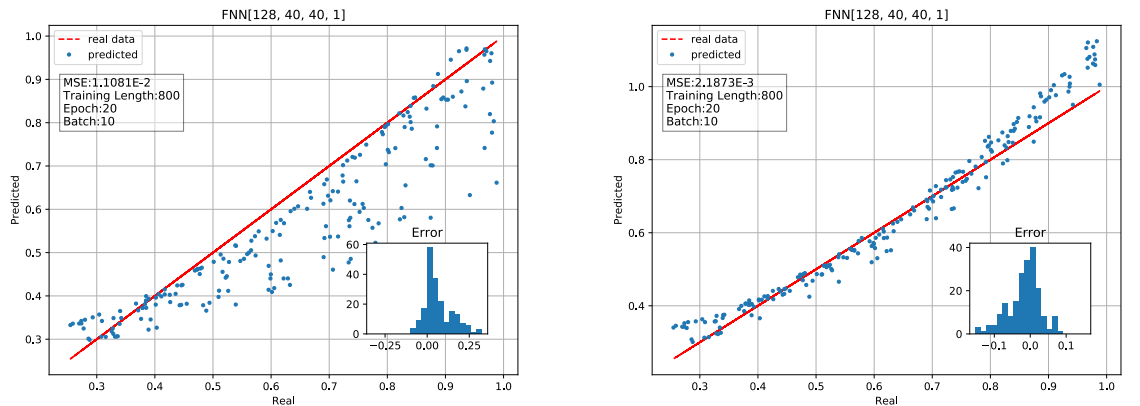 FNN[128, 40, 40, 1]
1.0
0.9
0.8
0.7
0.6
0.5
0.4
0.3
Predicted
real data
predicted
MSE:1.1081E-2
Training Length:800
Epoch:20
Batch:10
Error
60
40
20
0
−0.25 0.00 0.25
0.3 0.4 0.5 0.6 0.7 0.8 0.9 1.0
Real
FNN[128, 40, 40, 1]
1.0
0.8
0.6
0.4
Predicted
real data
predicted
MSE:2.1873E-3
Training Length:800
Epoch:20
Batch:10
Error
40
20
0
−0.1 0.0 0.1
0.3 0.4 0.5 0.6 0.7 0.8 0.9 1.0
Real